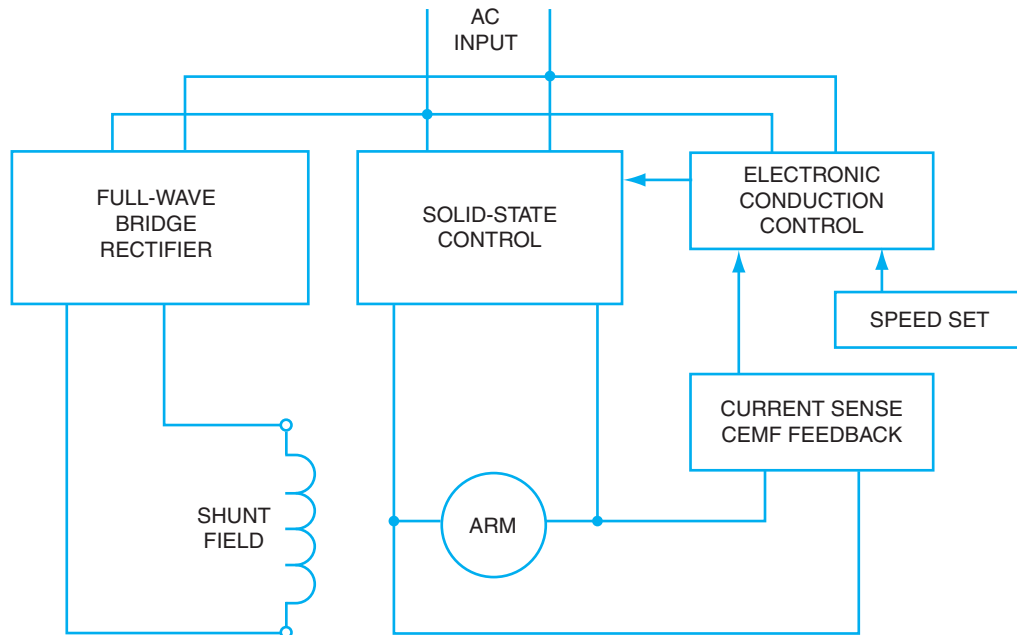 AC
INPUT
FULL-WAVE
BRIDGE
RECTIFIER
SOLID-STATE
CONTROL
ELECTRONIC
CONDUCTION
CONTROL
SPEED SET
CURRENT SENSE
CEMF FEEDBACK
SHUNT
FIELD
ARM